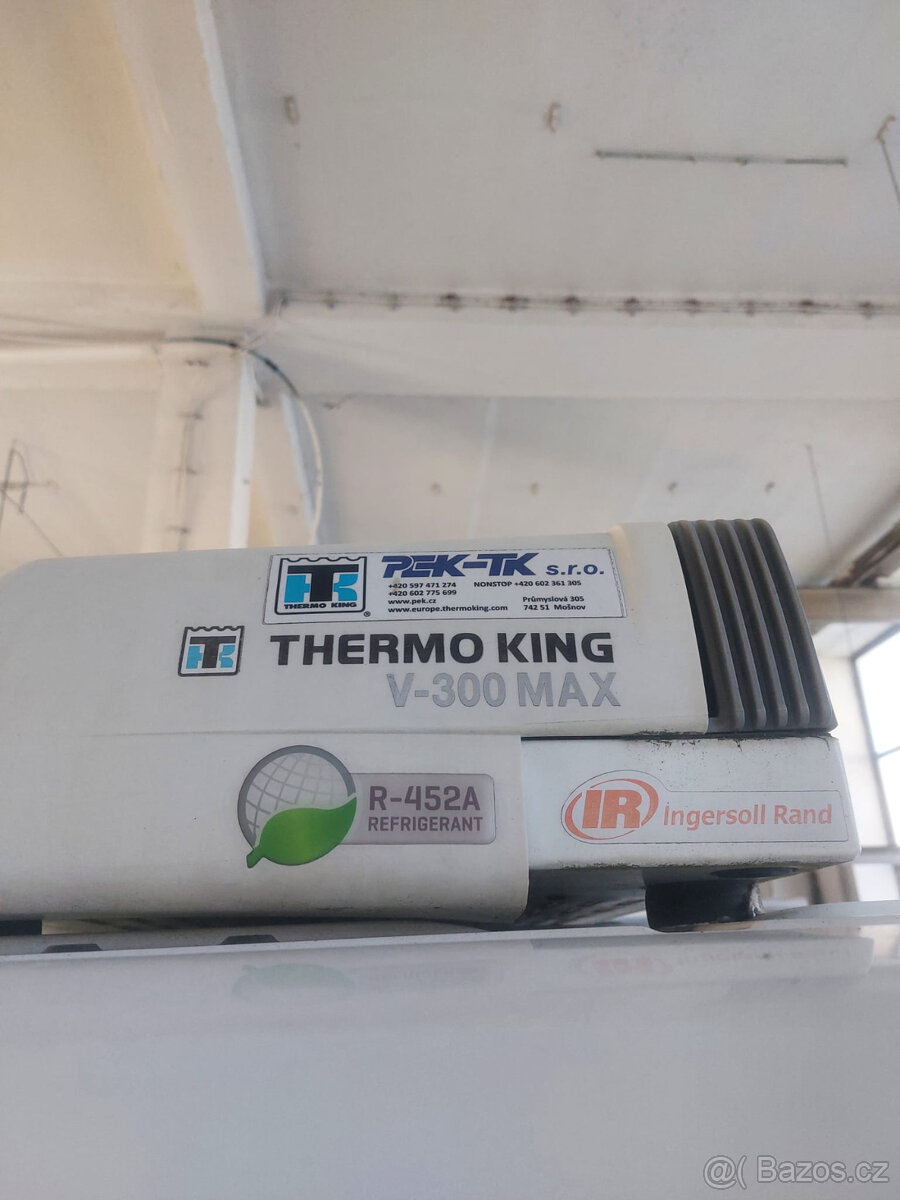 TK
THERMO KING
®
PEK-TK s.r.o.
+420 597 471 274 NONSTOP +420 602 361 305
+420 602 775 699
www.pek.cz Průmyslová 305
www.europe.thermoking.com 742 51 Mošnov
TK THERMO KING
V-300 MAX
R-452A
REFRIGERANT
IR Ingersoll Rand
@( Bazos.cz